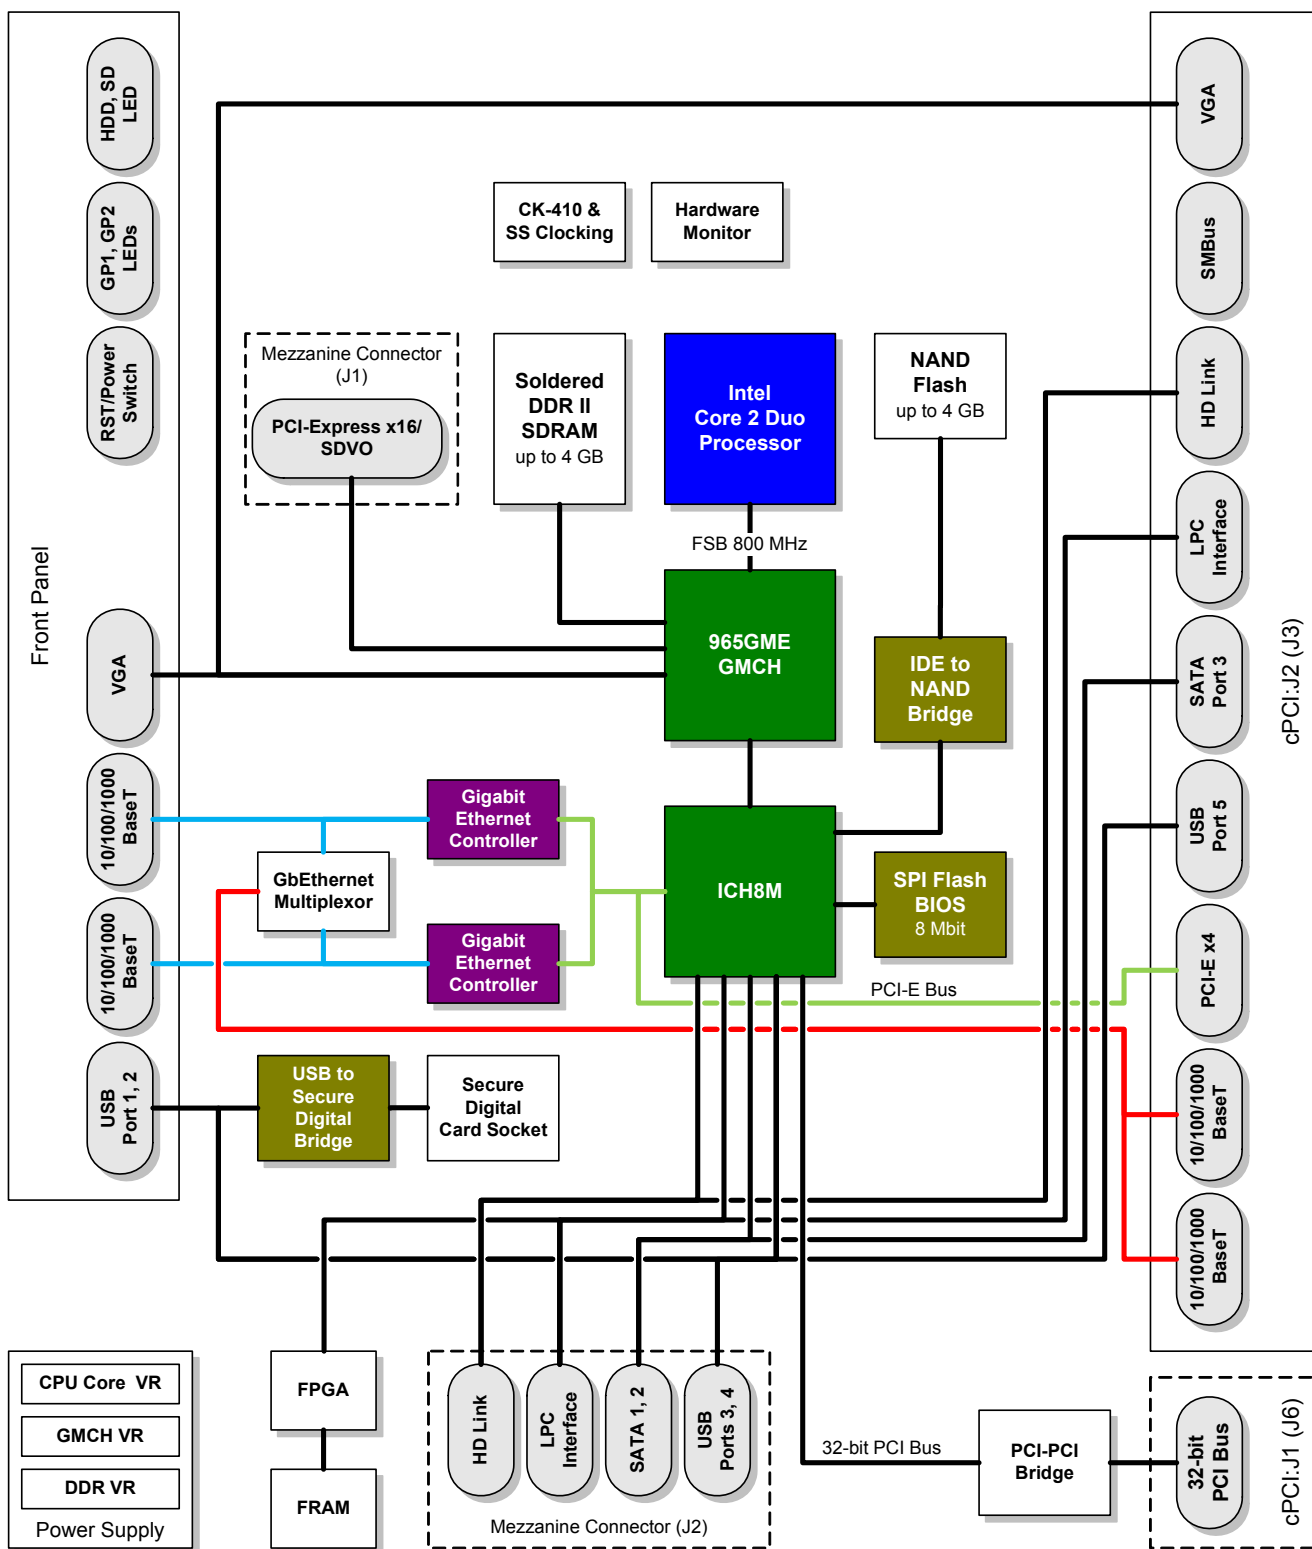 Front Panel
HDD, SD
LED
GP1, GP2
LEDs
RST/Power
Switch
VGA
10/100/1000
BaseT
10/100/1000
BaseT
USB
Port 1, 2
CK-410 &
SS Clocking
Hardware
Monitor
Mezzanine Connector
(J1)
PCI-Express x16/
SDVO
Soldered
DDR II
SDRAM
up to 4 GB
Intel
Core 2 Duo
Processor
NAND
Flash
up to 4 GB
FSB 800 MHz
965GME
GMCH
IDE to
NAND
Bridge
Gigabit
Ethernet
Controller
GbEthernet
Multiplexor
Gigabit
Ethernet
Controller
ICH8M
SPI Flash
BIOS
8 Mbit
PCI-E Bus
USB to
Secure
Digital
Bridge
Secure
Digital
Card Socket
cPCI:J2 (J3)
VGA
SMBus
HD Link
LPC
Interface
SATA
Port 3
USB
Port 5
PCI-E x4
10/100/1000
BaseT
10/100/1000
BaseT
CPU Core VR
GMCH VR
DDR VR
Power Supply
FPGA
FRAM
HD Link
LPC
Interface
SATA 1, 2
USB
Ports 3, 4
Mezzanine Connector (J2)
32-bit PCI Bus
PCI-PCI
Bridge
32-bit
PCI Bus
cPCI:J1 (J6)